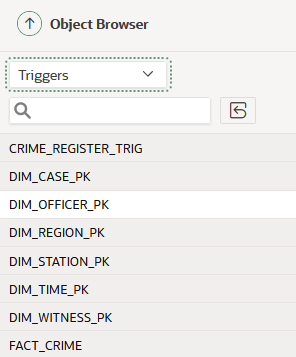 Object Browser
Triggers
CRIME_REGISTER_TRIG
DIM_CASE_PK
DIM_OFFICER_PK
DIM_REGION_PK
DIM_STATION_PK
DIM_TIME_PK
DIM_WITNESS_PK
FACT_CRIME